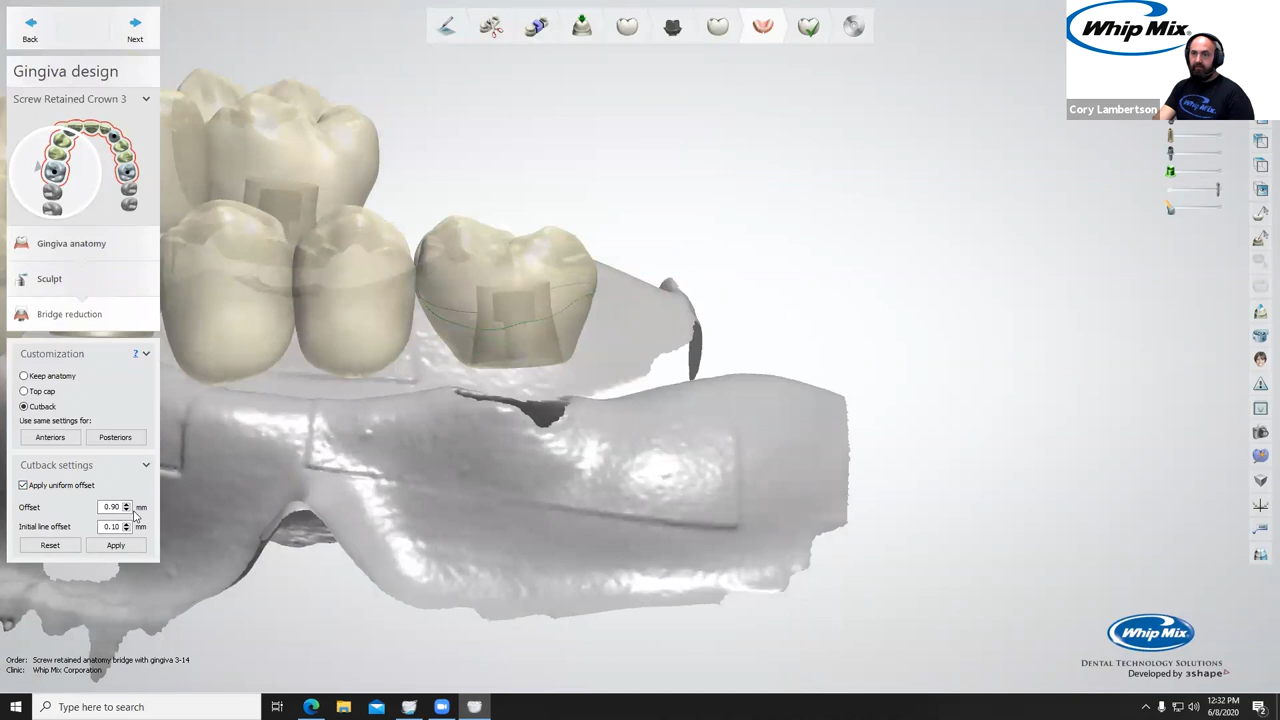 Back
Next
Gingiva design
Screw Retained Crown 3
Gingiva anatomy
Sculpt
Bridge reduction
Customization
?
Keep anatomy
Top cap
Cutback
Use same settings for:
Anteriors
Posteriors
Cutback settings
Apply uniform offset
Offset
0.90
mm
Initial line offset
0.10
mm
Reset
Apply
Order: Screw retained anatomy bridge with gingiva 3-14
Clinic: Whip Mix Corporation
Whip Mix®
Cory Lambertson
Whip Mix
Whip Mix
DENTAL TECHNOLOGY SOLUTIONS
Developed by 3shape
Type here to search
12:32 PM
6/8/2020
2